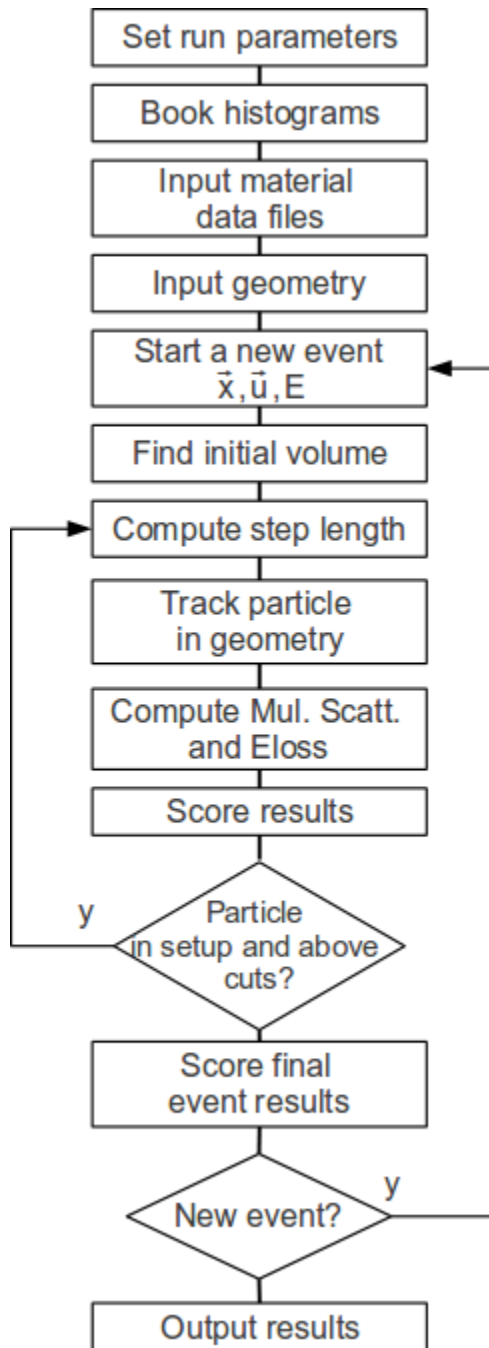 Set run parameters
Book histograms
Input material
data files
Input geometry
Start a new event
x⃗, u⃗, E
Find initial volume
Compute step length
Track particle
in geometry
Compute Mul. Scatt.
and Eloss
Score results
y
Particle
in setup and above
cuts?
Score final
event results
y
New event?
Output results